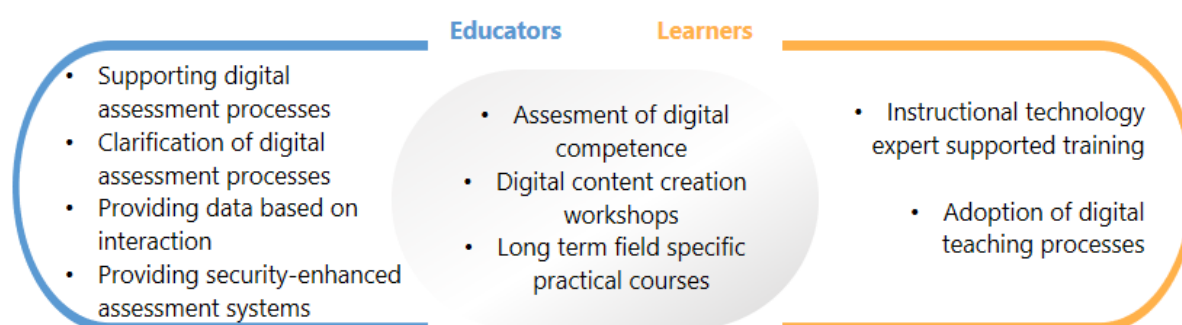 Educators
Learners
• Supporting digital
assessment processes
• Clarification of digital
assessment processes
• Providing data based on
interaction
• Providing security-enhanced
assessment systems
• Assesment of digital
competence
• Digital content creation
workshops
• Long term field specific
practical courses
• Instructional technology
expert supported training
• Adoption of digital
teaching processes